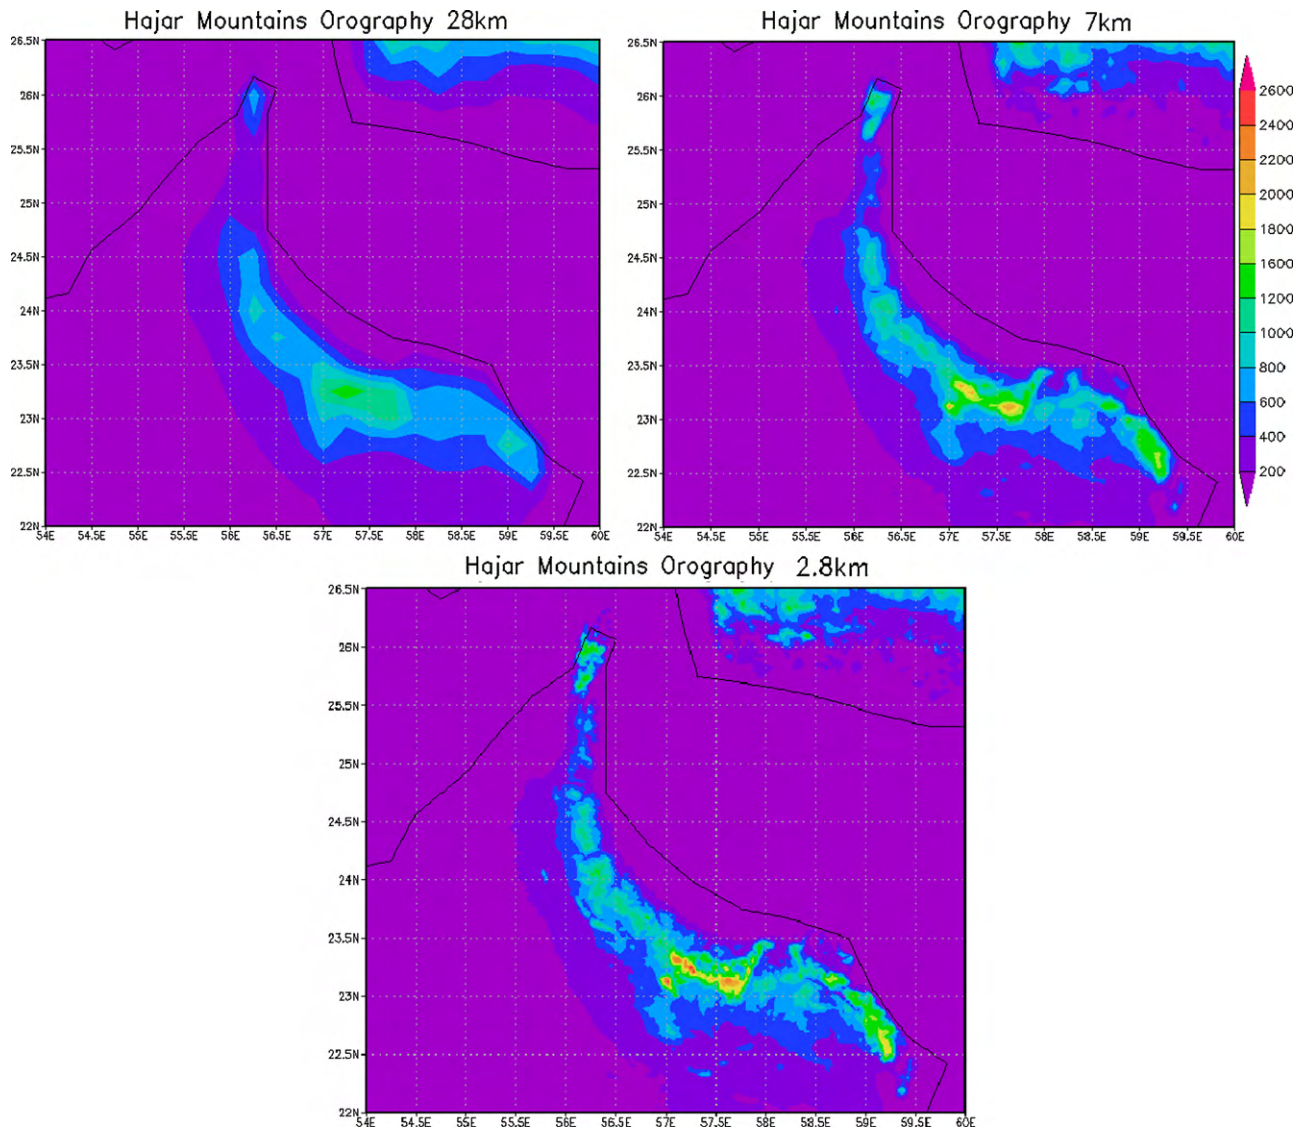 Hajar Mountains Orography 28km
26.5N
26N
25.5N
25N
24.5N
24N
23.5N
23N
22.5N
22N
54E 54.5E 55E 55.5E 56E 56.5E 57E 57.5E 58E 58.5E 59E 59.5E 60E
Hajar Mountains Orography 7km
26.5N
26N
25.5N
25N
24.5N
24N
23.5N
23N
22.5N
22N
54E 54.5E 55E 55.5E 56E 56.5E 57E 57.5E 58E 58.5E 59E 59.5E 60E
2600
2400
2200
2000
1800
1600
1200
1000
800
600
400
200
Hajar Mountains Orography 2.8km
26.5N
26N
25.5N
25N
24.5N
24N
23.5N
23N
22.5N
22N
54E 54.5E 55E 55.5E 56E 56.5E 57E 57.5E 58E 58.5E 59E 59.5E 60E